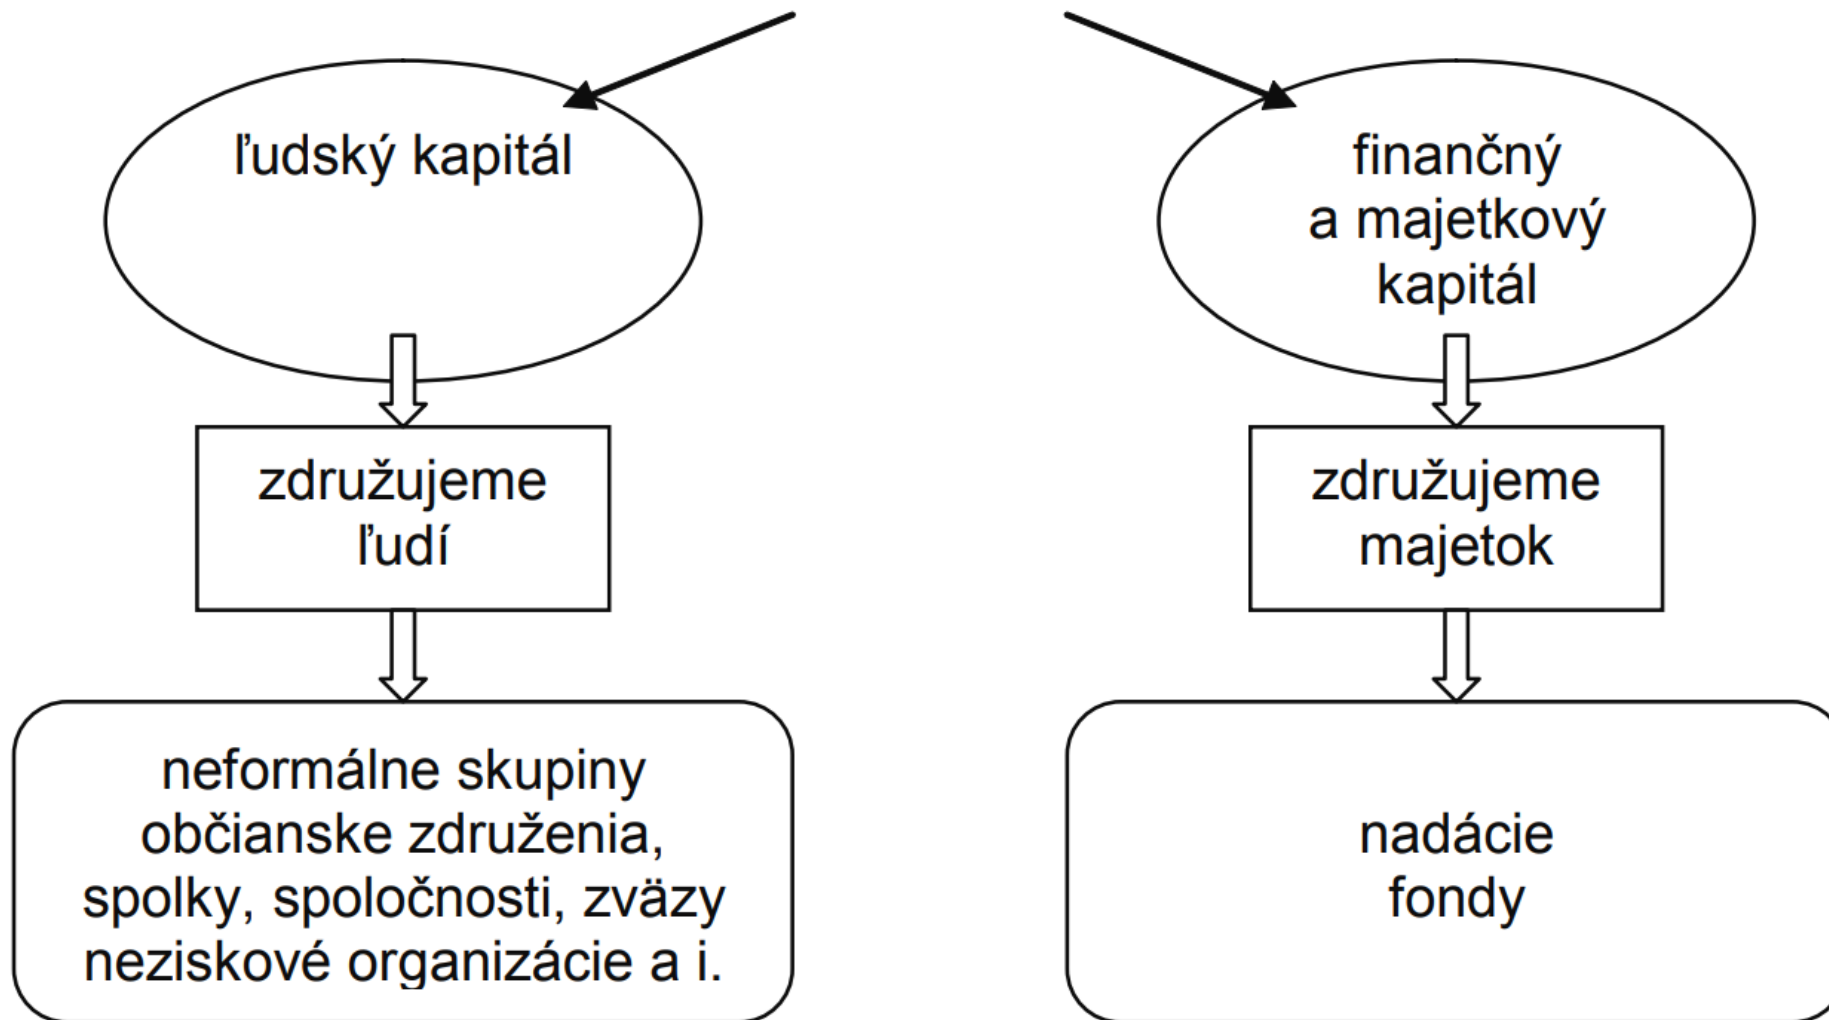 ľudský kapitál
finančný
a majetkový
kapitál
združujeme
ľudí
združujeme
majetok
neformálne skupiny
občianske združenia,
spolky, spoločnosti, zväzy
neziskové organizácie a i.
nadácie
fondy